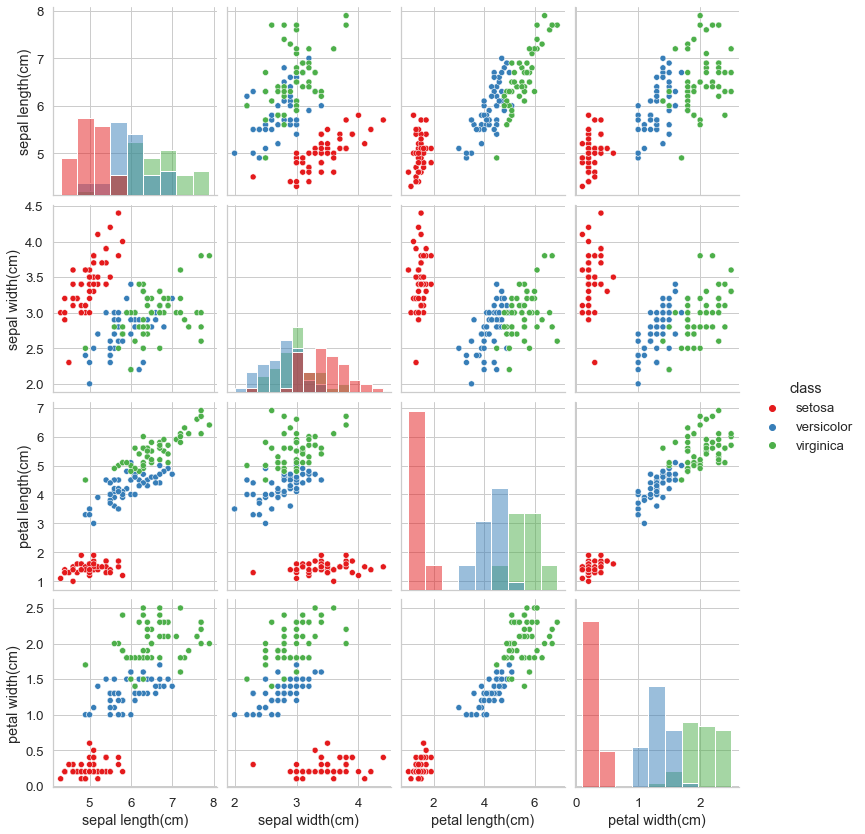 8
7
6
5
sepal length(cm)
4.5
4.0
3.5
3.0
2.5
2.0
sepal width(cm)
class
setosa
versicolor
virginica
7
6
5
4
3
2
1
petal length(cm)
2.5
2.0
1.5
1.0
0.5
0.0
petal width(cm)
5 6 7 8 2 3 4 2 4 6 0 1 2
sepal length(cm) sepal width(cm) petal length(cm) petal width(cm)